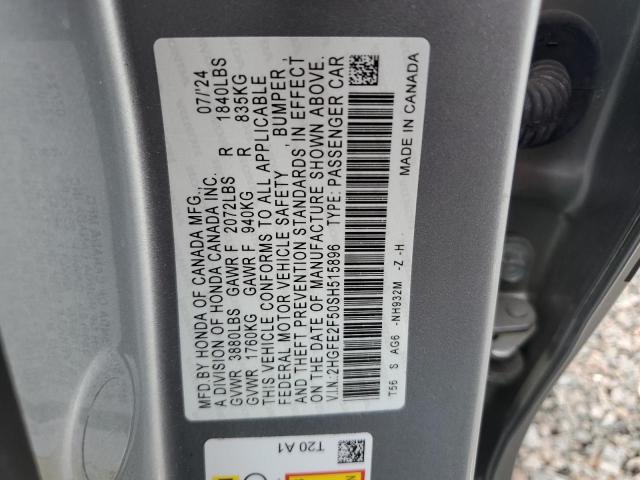 MFD. BY HONDA OF CANADA MFG., 07/'24
A DIVISION OF HONDA CANADA INC.
GVWR 3880LBS GAWR F 2072LBS R 1840LBS
GVWR 1760KG GAWR F 940KG R 835KG
THIS VEHICLE CONFORMS TO ALL APPLICABLE
FEDERAL MOTOR VEHICLE SAFETY, BUMPER,
AND THEFT PREVENTION STANDARDS IN EFFECT
ON THE DATE OF MANUFACTURE SHOWN ABOVE.
V.I.N.:2HGFE2F50SH515896 TYPE: PASSENGER CAR
T56 S AG6 -NH932M -Z -H
MADE IN CANADA
T20 A1